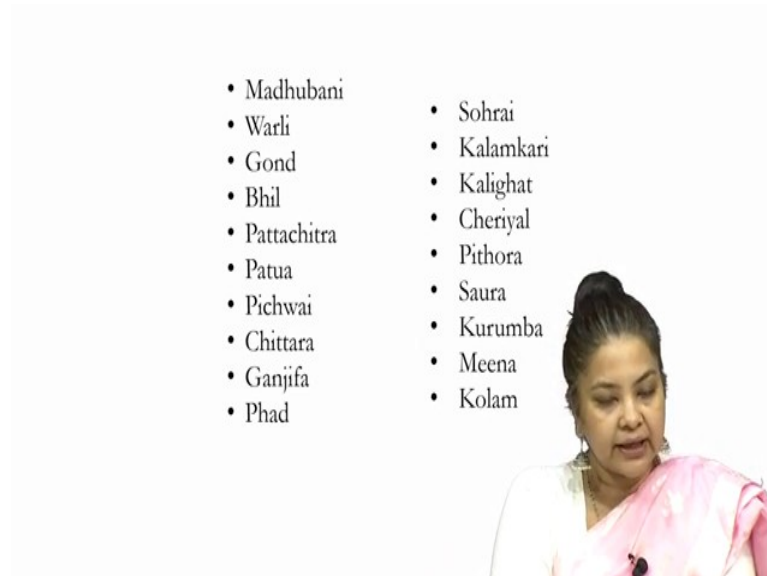 • Madhubani
• Warli
• Gond
• Bhil
• Pattachitra
• Patua
• Pichwai
• Chittara
• Ganjifa
• Phad
• Sohrai
• Kalamkari
• Kalighat
• Cheriyal
• Pithora
• Saura
• Kurumba
• Meena
• Kolam